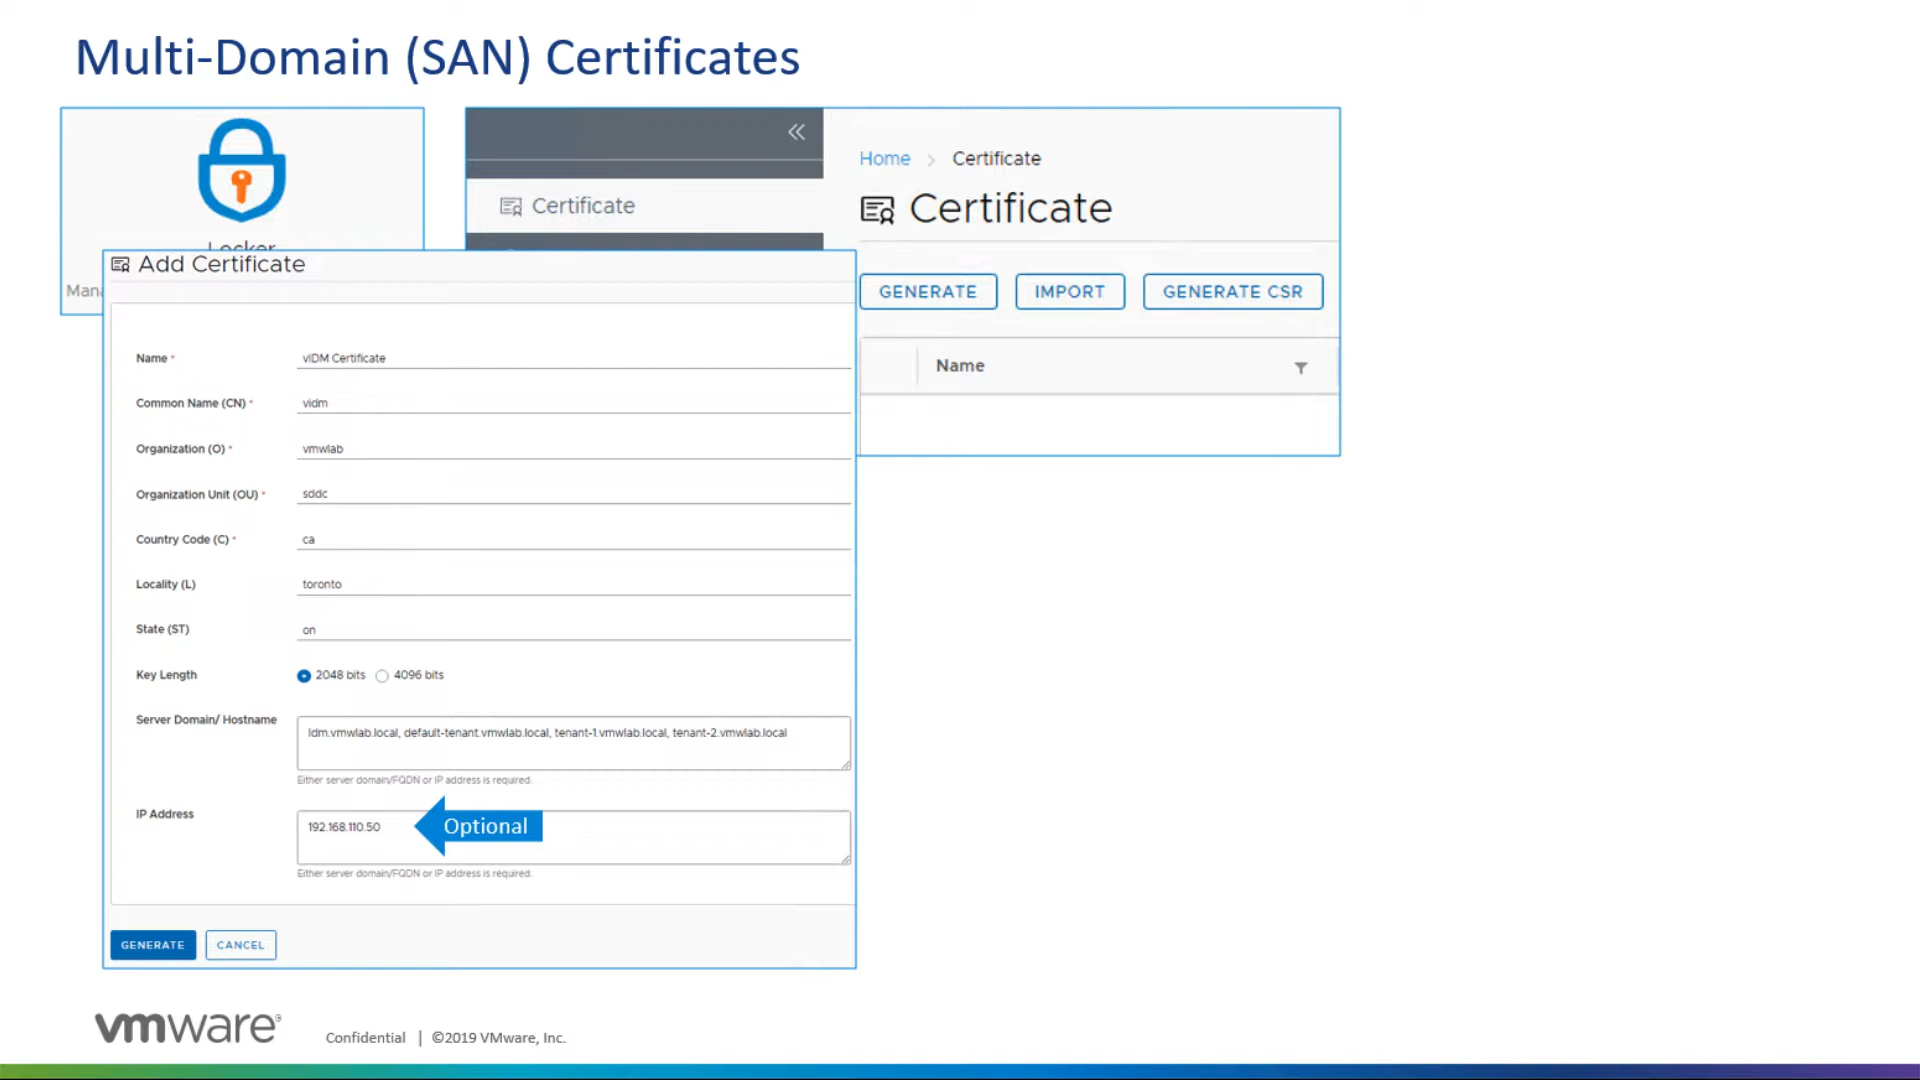 Multi-Domain (SAN) Certificates
Locker
Mana
Certificate
Home > Certificate
Certificate
GENERATE IMPORT GENERATE CSR
Name
Add Certificate
Name * vIDM Certificate
Common Name (CN) * vidm
Organization (O) * vmwlab
Organization Unit (OU) * sddc
Country Code (C) * ca
Locality (L) toronto
State (ST) on
Key Length 2048 bits 4096 bits
Server Domain/ Hostname
idm.vmwlab.local, default-tenant.vmwlab.local, tenant-1.vmwlab.local, tenant-2.vmwlab.local
Either server domain/FQDN or IP address is required.
IP Address
192.168.110.50 Optional
Either server domain/FQDN or IP address is required.
GENERATE CANCEL
vmware®
Confidential | ©2019 VMware, Inc.